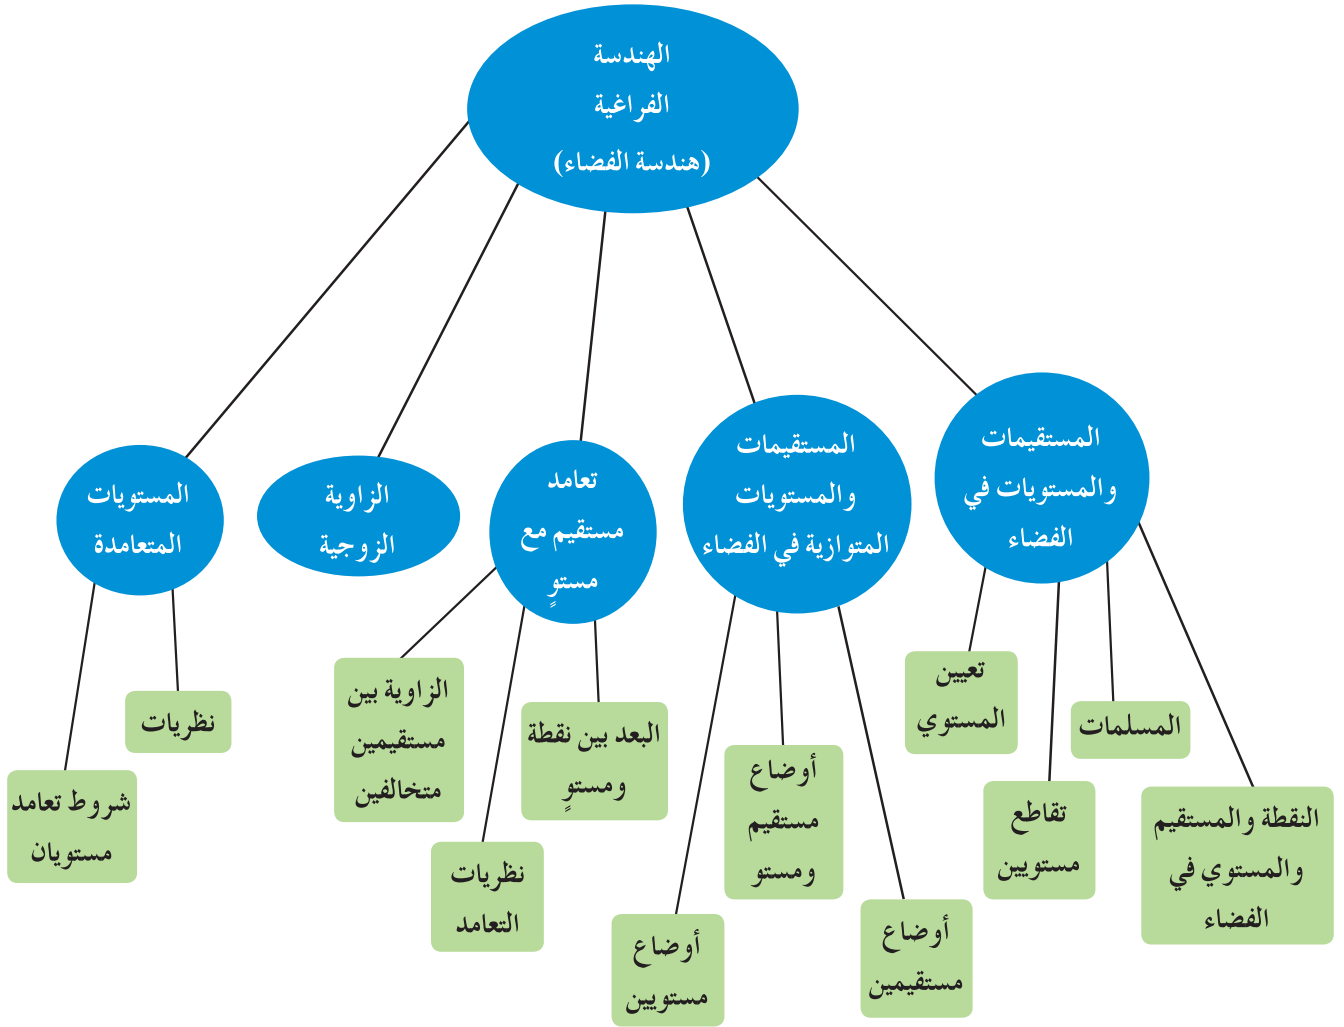 الهندسة
الفراغية
(هندسة الفضاء)
المستقيمات
والمستويات في
الفضاء
المستقيمات
والمستويات
المتوازية في الفضاء
تعامد
مستقيم مع
مستوٍ
الزاوية
الزوجية
المستويات
المتعامدة
النقطة والمستقيم
والمستوي في
الفضاء
المسلمات
تقاطع
مستويين
تعيين
المستوي
أوضاع
مستقيمين
أوضاع
مستقيم
ومستو
أوضاع
مستويين
البعد بين نقطة
ومستوٍ
نظريات
التعامد
الزاوية بين
مستقيمين
متخالفين
نظريات
شروط تعامد
مستويان